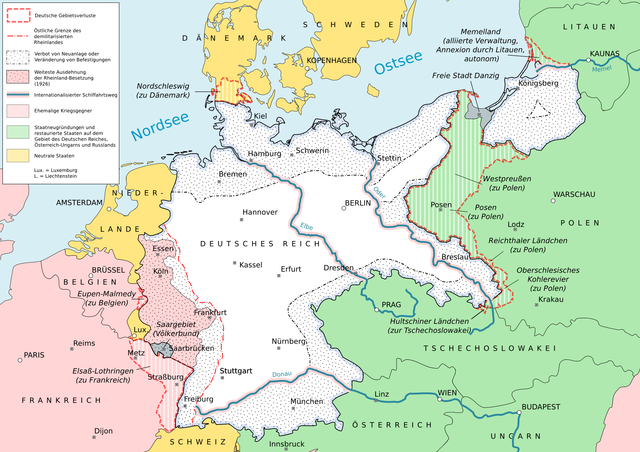 Deutsche Gebietsverluste
Östliche Grenze des
demilitarisierten
Rheinlandes
Verbot von Neuanlage oder
Veränderung von Befestigungen
Weiteste Ausdehnung
der Rheinland-Besetzung
(1926)
Internationalisierter Schiffahrtsweg
Ehemalige Kriegsgegner
Staatneugründungen und
restaurierte Staaten auf dem
Gebiet des Deutschen Reiches,
Österreich-Ungarns und Russlands
Neutrale Staaten
Lux. = Luxemburg
L. = Liechtenstein
SCHWEDEN
DÄNEMARK
KOPENHAGEN
Ostsee
Nordsee
LITAUEN
Memelland
(alliierte Verwaltung,
Annexion durch Litauen,
autonom)
KAUNAS
Memel
Freie Stadt Danzig
Königsberg
Nordschleswig
(zu Dänemark)
Kiel
Hamburg
Schwerin
Stettin
Bremen
NIEDER-
LANDE
AMSTERDAM
Hannover
BERLIN
Oder
Elbe
Westpreußen
(zu Polen)
WARSCHAU
Posen
Posen
(zu Polen)
Lodz
POLEN
DEUTSCHES REICH
Essen
Köln
Kassel
Erfurt
Dresden
Breslau
Reichthaler Ländchen
(zu Polen)
Oberschlesisches
Kohlerevier
(zu Polen)
Krakau
BRÜSSEL
BELGIEN
Eupen-Malmedy
(zu Belgien)
Frankfurt
PRAG
Hultschiner Ländchen
(zur Tschechoslowakei)
Lux.
Saargebiet
(Völkerbund)
Saarbrücken
Nürnberg
TSCHECHOSLOWAKEI
PARIS
Reims
Metz
Elsaß-Lothringen
(zu Frankreich)
Straßburg
Stuttgart
Donau
FRANKREICH
Freiburg
München
Linz
WIEN
BUDAPEST
Dijon
SCHWEIZ
Innsbruck
ÖSTERREICH
UNGARN